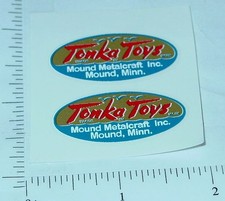 Tonka Toys
Mound Metalcraft Inc.
Mound, Minn.
Tonka Toys
Mound Metalcraft Inc.
Mound, Minn.
1
2